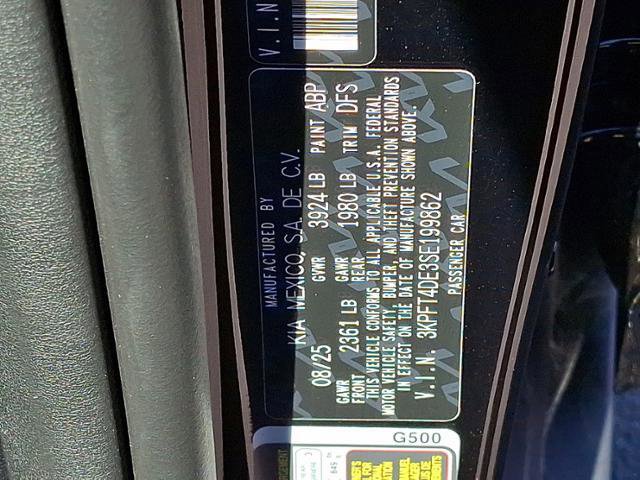 V.I.N
MANUFACTURED BY
KIA MEXICO, S.A. DE C.V.
08/25 GVWR 3924 LB PAINT ABP
GAWR FRONT 2361 LB GAWR REAR 1980 LB TRIM DFS
THIS VEHICLE CONFORMS TO ALL APPLICABLE U.S.A. FEDERAL
MOTOR VEHICLE SAFETY, BUMPER, AND THEFT PREVENTION STANDARDS
IN EFFECT ON THE DATE OF MANUFACTURE SHOWN ABOVE.
V.I.N. 3KPFT4DE3SE199862
PASSENGER CAR
G500